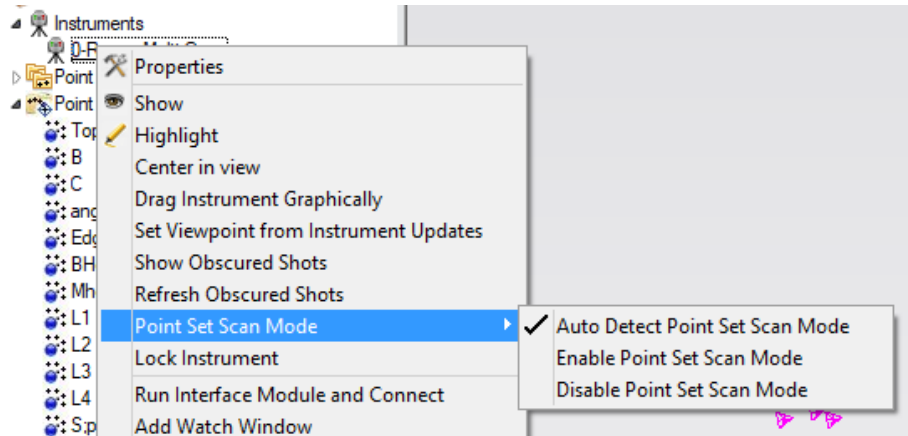 Instruments
Properties
Point
Point
Show
Top
Highlight
B
Center in view
C
Drag Instrument Graphically
Set Viewpoint from Instrument Updates
BH
Show Obscured Shots
Refresh Obscured Shots
L1
Point Set Scan Mode
Auto Detect Point Set Scan Mode
L2
Lock Instrument
Enable Point Set Scan Mode
L3
Disable Point Set Scan Mode
L4
Run Interface Module and Connect
Add Watch Window